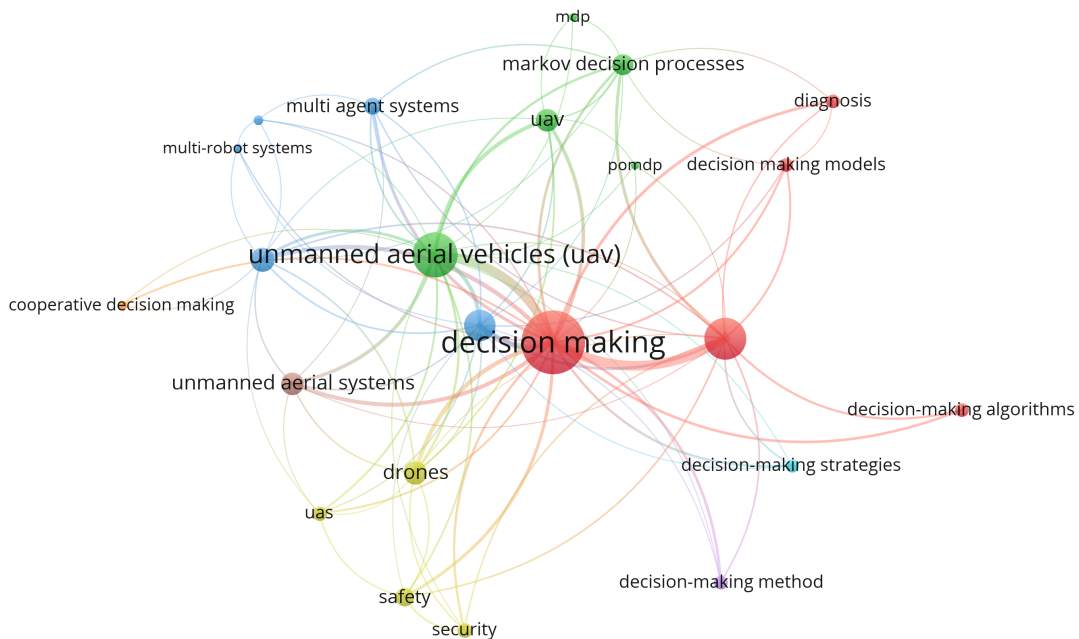 mdp
markov decision processes
multi agent systems
diagnosis
uav
multi-robot systems
pomdp
decision making models
unmanned aerial vehicles (uav)
cooperative decision making
decision making
unmanned aerial systems
decision-making algorithms
decision-making strategies
drones
uas
decision-making method
safety
security